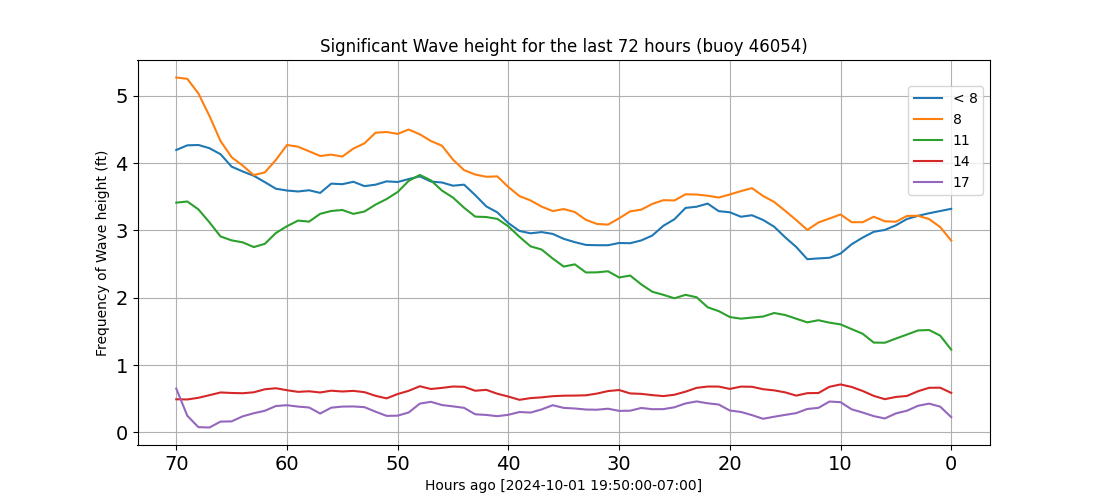 Significant Wave height for the last 72 hours (buoy 46054)
Frequency of Wave height (ft)
5
4
3
2
1
0
< 8
8
11
14
17
70 60 50 40 30 20 10 0
Hours ago [2024-10-01 19:50:00-07:00]